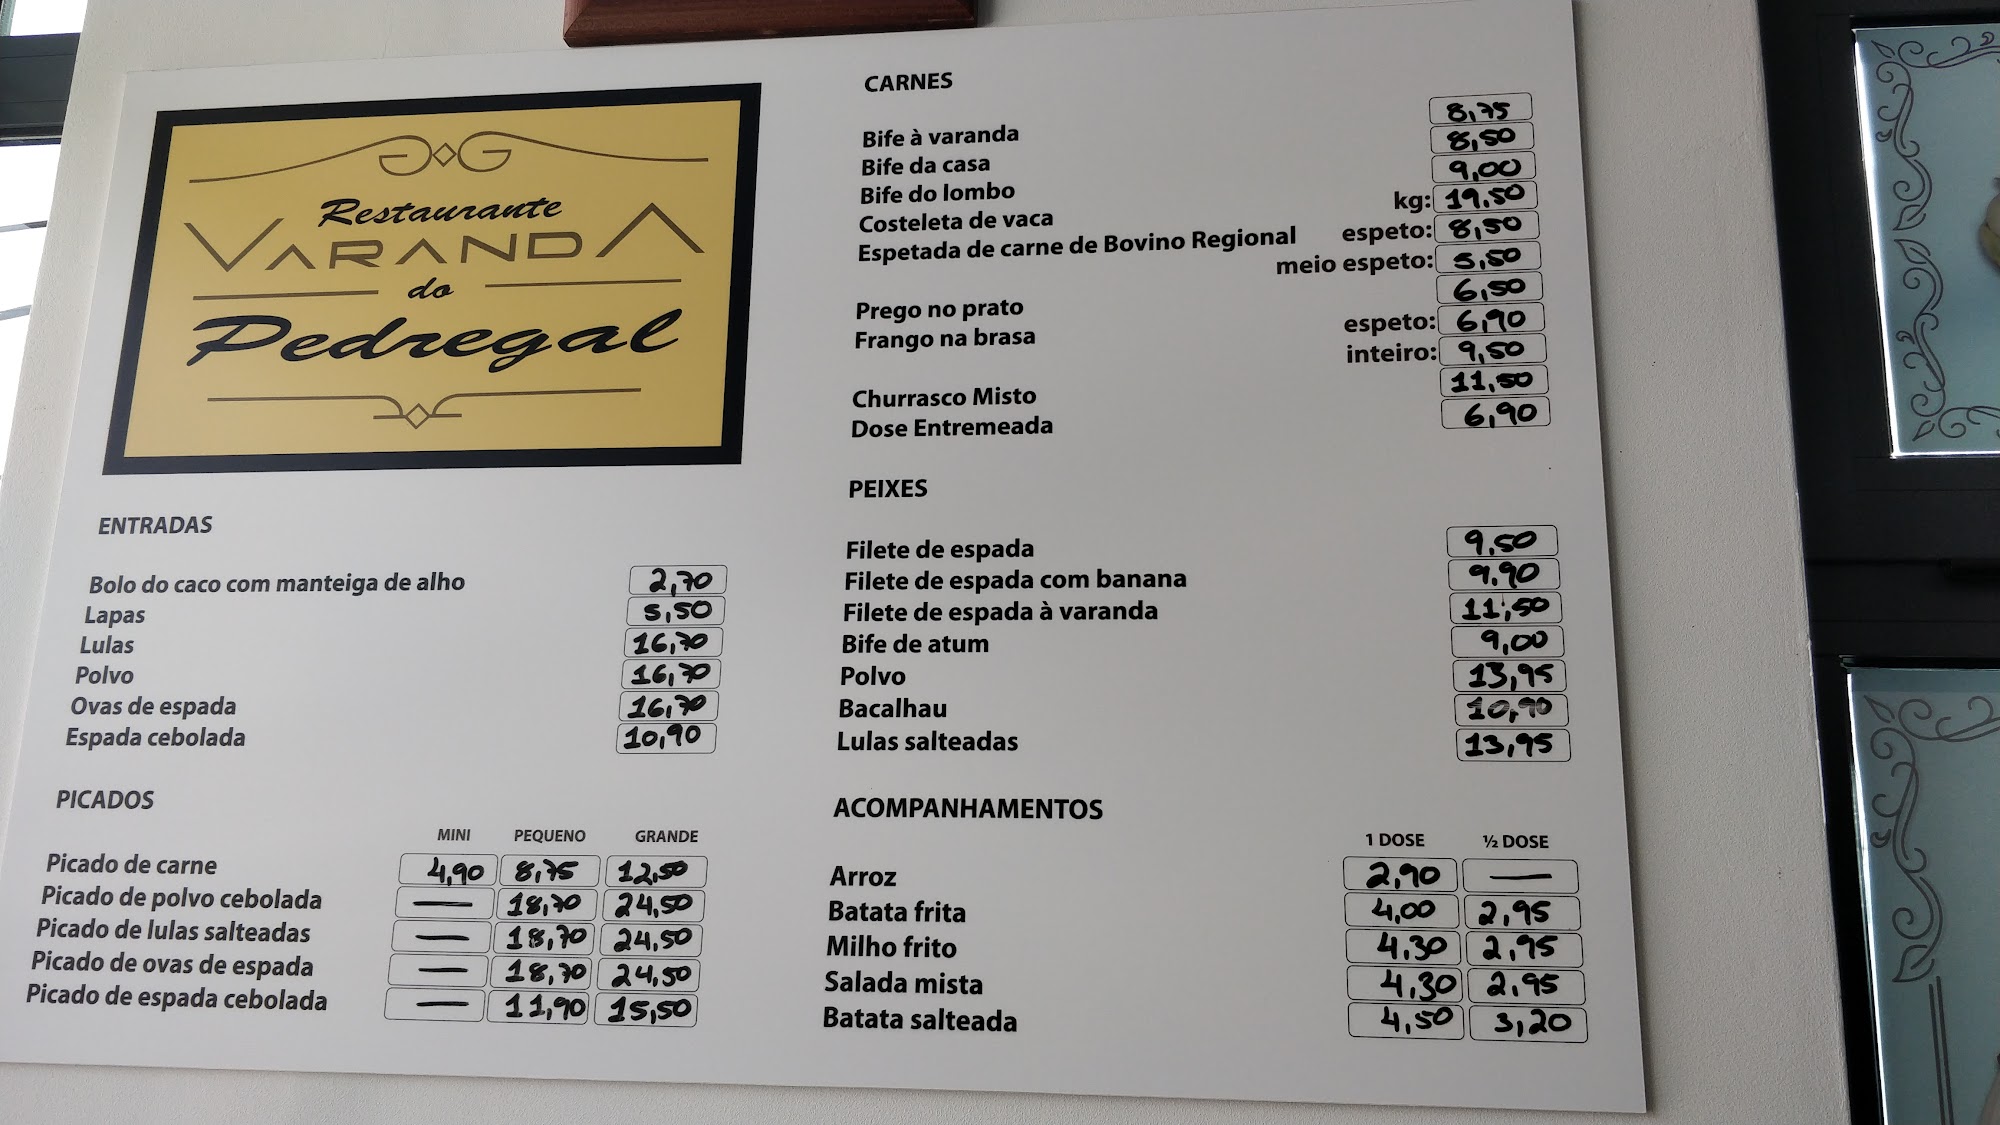 Restaurante
VARANDA
do
Pedregal
ENTRADAS
Bolo do caco com manteiga de alho 2,70
Lapas 5,50
Lulas 16,70
Polvo 16,70
Ovas de espada 16,70
Espada cebolada 10,90
PICADOS
MINI PEQUENO GRANDE
Picado de carne 4,90 8,75 12,50
Picado de polvo cebolada — 18,70 24,50
Picado de lulas salteadas — 18,70 24,50
Picado de ovas de espada — 18,70 24,50
Picado de espada cebolada — 11,90 15,50
CARNES
Bife à varanda 8,75
Bife da casa 8,50
Bife do lombo 9,00
Costeleta de vaca kg: 19,50
Espetada de carne de Bovino Regional espeto: 8,50
meio espeto: 5,50
Prego no prato 6,50
Frango na brasa espeto: 6,90
inteiro: 9,50
Churrasco Misto 11,50
Dose Entremeada 6,90
PEIXES
Filete de espada 9,50
Filete de espada com banana 9,90
Filete de espada à varanda 11,50
Bife de atum 9,00
Polvo 13,95
Bacalhau 10,90
Lulas salteadas 13,95
ACOMPANHAMENTOS
1 DOSE ½ DOSE
Arroz 2,90 —
Batata frita 4,00 2,95
Milho frito 4,30 2,95
Salada mista 4,30 2,95
Batata salteada 4,50 3,20